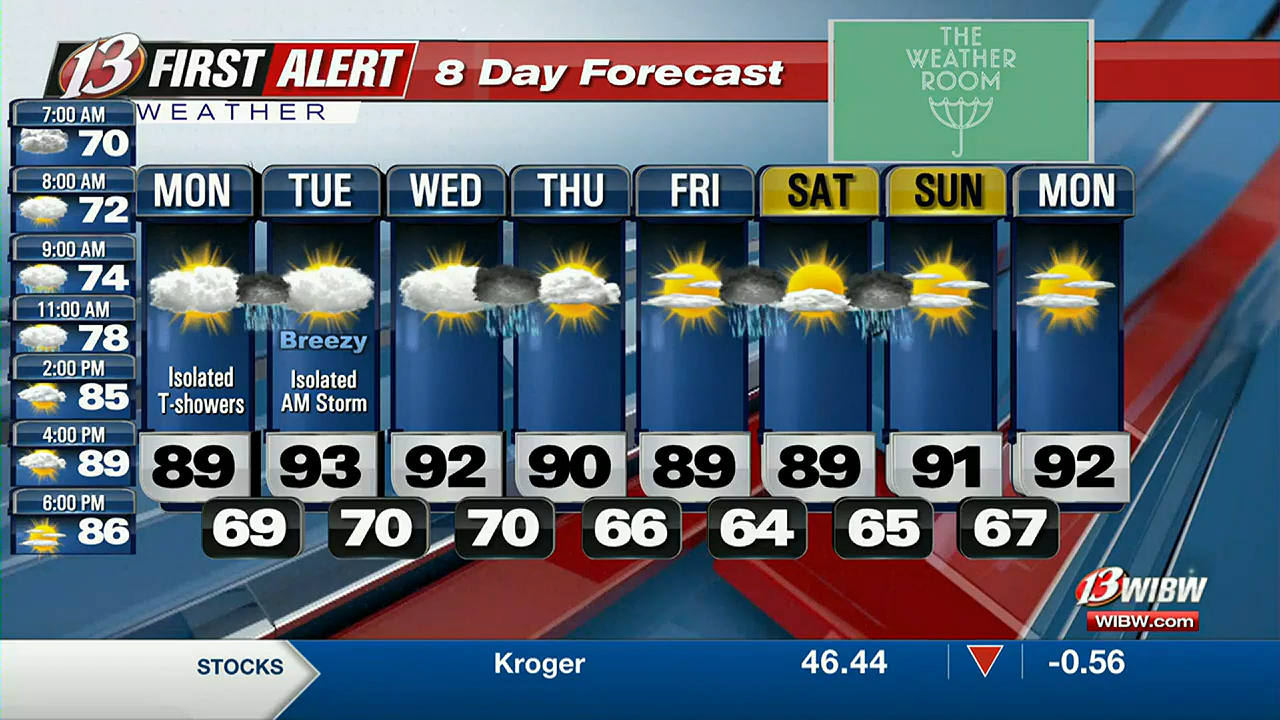 13 FIRST ALERT
WEATHER
8 Day Forecast
THE
WEATHER
ROOM
7:00 AM
70
8:00 AM
72
9:00 AM
74
11:00 AM
78
2:00 PM
85
4:00 PM
89
6:00 PM
86
MON TUE WED THU FRI SAT SUN MON
Breezy
Isolated
T-showers
Isolated
AM Storm
89 93 92 90 89 89 91 92
69 70 70 66 64 65 67
13 WIBW
WIBW.com
STOCKS Kroger 46.44 -0.56